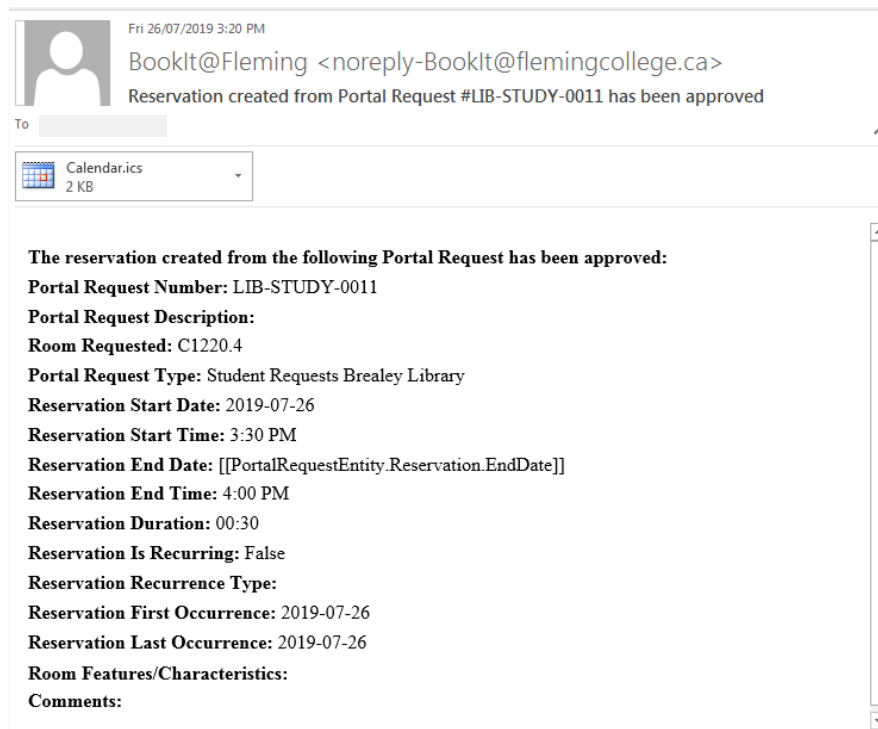 Fri 26/07/2019 3:20 PM
BookIt@Fleming <noreply-BookIt@flemingcollege.ca>
Reservation created from Portal Request #LIB-STUDY-0011 has been approved
To
Calendar.ics
2 KB
The reservation created from the following Portal Request has been approved:
Portal Request Number: LIB-STUDY-0011
Portal Request Description:
Room Requested: C1220.4
Portal Request Type: Student Requests Brealey Library
Reservation Start Date: 2019-07-26
Reservation Start Time: 3:30 PM
Reservation End Date: [[PortalRequestEntity.Reservation.EndDate]]
Reservation End Time: 4:00 PM
Reservation Duration: 00:30
Reservation Is Recurring: False
Reservation Recurrence Type:
Reservation First Occurrence: 2019-07-26
Reservation Last Occurrence: 2019-07-26
Room Features/Characteristics:
Comments: